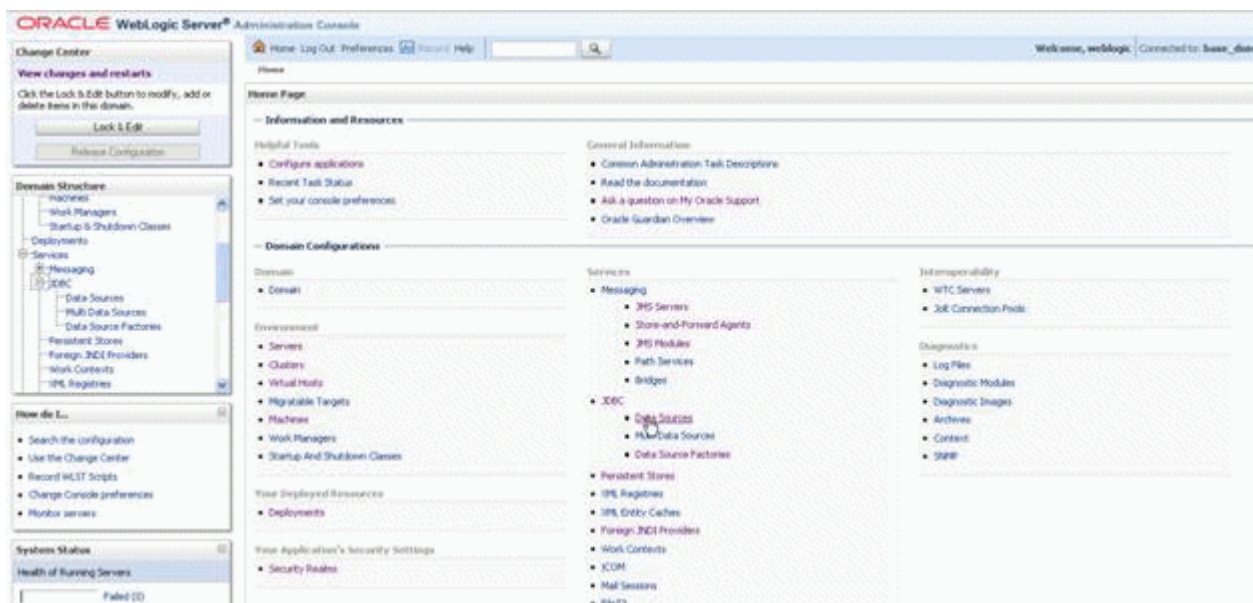 ORACLE WebLogic Server® Administration Console
Change Center
View changes and restarts
Click the Lock & Edit button to modify, add or
delete items in this domain.
Lock & Edit
Release Configuration
Domain Structure
Machines
Work Managers
Startup & Shutdown Classes
Deployments
Services
Messaging
JDBC
Data Sources
Multi Data Sources
Data Source Factories
Persistent Stores
Foreign JNDI Providers
Work Contexts
XML Registries
How do I...
Search the configuration
Use the Change Center
Record WLST Scripts
Change Console preferences
Monitor servers
System Status
Health of Running Servers
Failed (0)
Home Log Out Preferences Record Help
Welcome, weblogic Connected to: base_dom
Home
Home Page
Information and Resources
Helpful Tools
Configure applications
Recent Task Status
Set your console preferences
General Information
Common Administration Task Descriptions
Read the documentation
Ask a question on My Oracle Support
Oracle Guardian Overview
Domain Configurations
Domain
Domain
Environment
Servers
Clusters
Virtual Hosts
Migratable Targets
Machines
Work Managers
Startup And Shutdown Classes
Your Deployed Resources
Deployments
Your Application's Security Settings
Security Realms
Services
Messaging
JMS Servers
Store-and-Forward Agents
JMS Modules
Path Services
Bridges
JDBC
Data Sources
Multi Data Sources
Data Source Factories
Persistent Stores
XML Registries
XML Entity Caches
Foreign JNDI Providers
Work Contexts
jCOM
Mail Sessions
Interoperability
WTC Servers
Jolt Connection Pools
Diagnostics
Log Files
Diagnostic Modules
Diagnostic Images
Archives
Context
SNMP